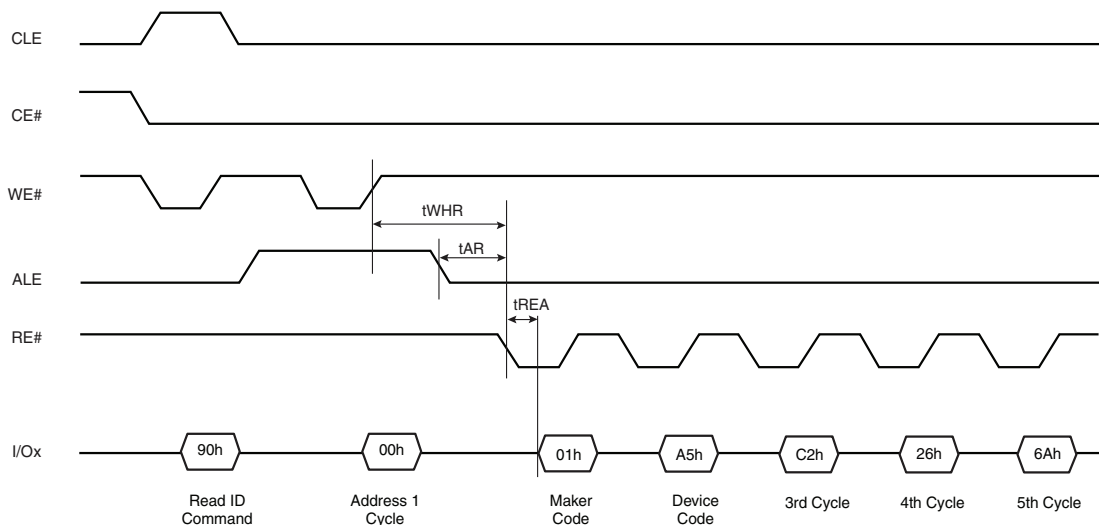 CLE
CE#
WE#
tWHR
tAR
ALE
tREA
RE#
I/Ox
90h
00h
01h
A5h
C2h
26h
6Ah
Read ID
Command
Address 1
Cycle
Maker
Code
Device
Code
3rd Cycle
4th Cycle
5th Cycle